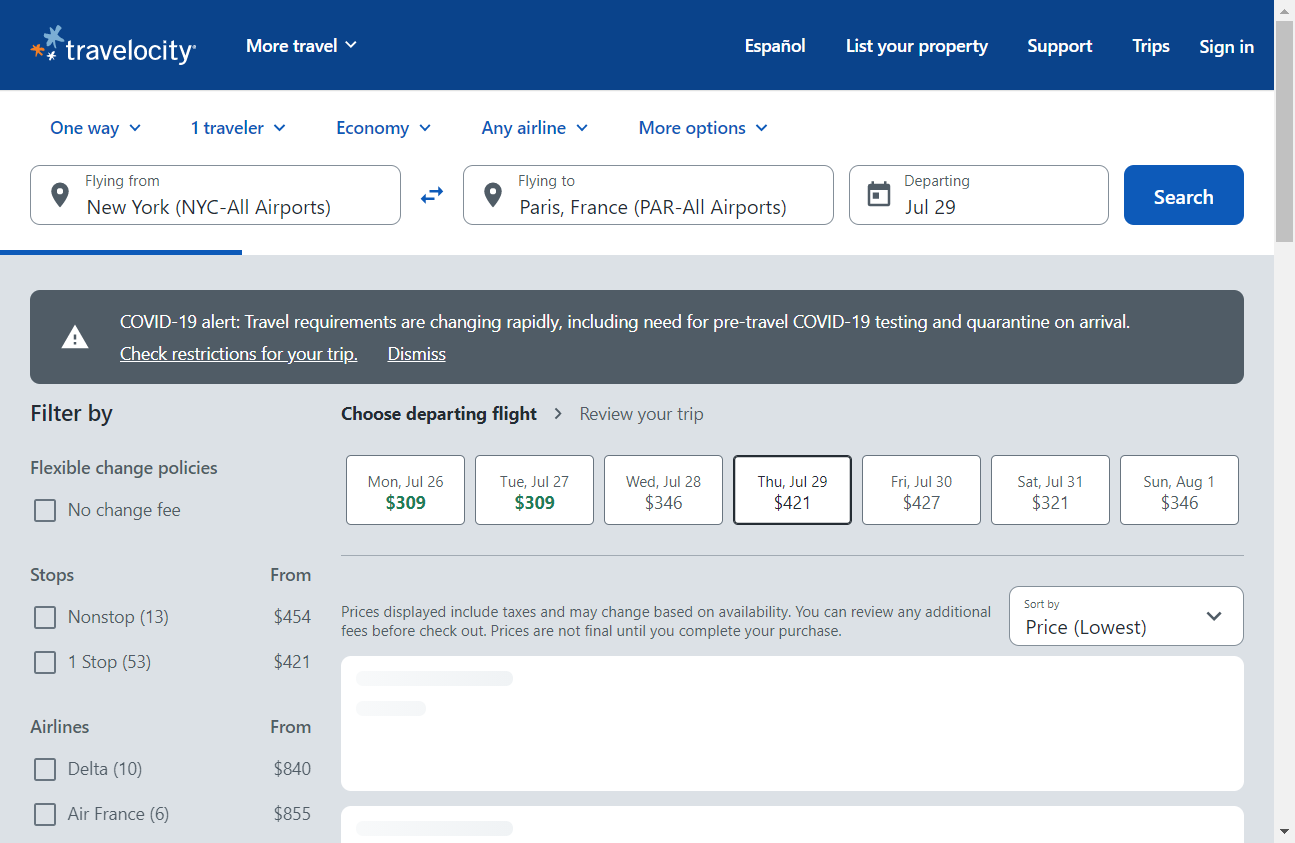 travelocity
More travel
Español
List your property
Support
Trips
Sign in
One way
1 traveler
Economy
Any airline
More options
Flying from
New York (NYC-All Airports)
Flying to
Paris, France (PAR-All Airports)
Departing
Jul 29
Search
COVID-19 alert: Travel requirements are changing rapidly, including need for pre-travel COVID-19 testing and quarantine on arrival.
Check restrictions for your trip. Dismiss
Filter by
Flexible change policies
No change fee
Stops From
Nonstop (13) $454
1 Stop (53) $421
Airlines From
Delta (10) $840
Air France (6) $855
Choose departing flight
Review your trip
Mon, Jul 26
$309
Tue, Jul 27
$309
Wed, Jul 28
$346
Thu, Jul 29
$421
Fri, Jul 30
$427
Sat, Jul 31
$321
Sun, Aug 1
$346
Prices displayed include taxes and may change based on availability. You can review any additional
fees before check out. Prices are not final until you complete your purchase.
Sort by
Price (Lowest)